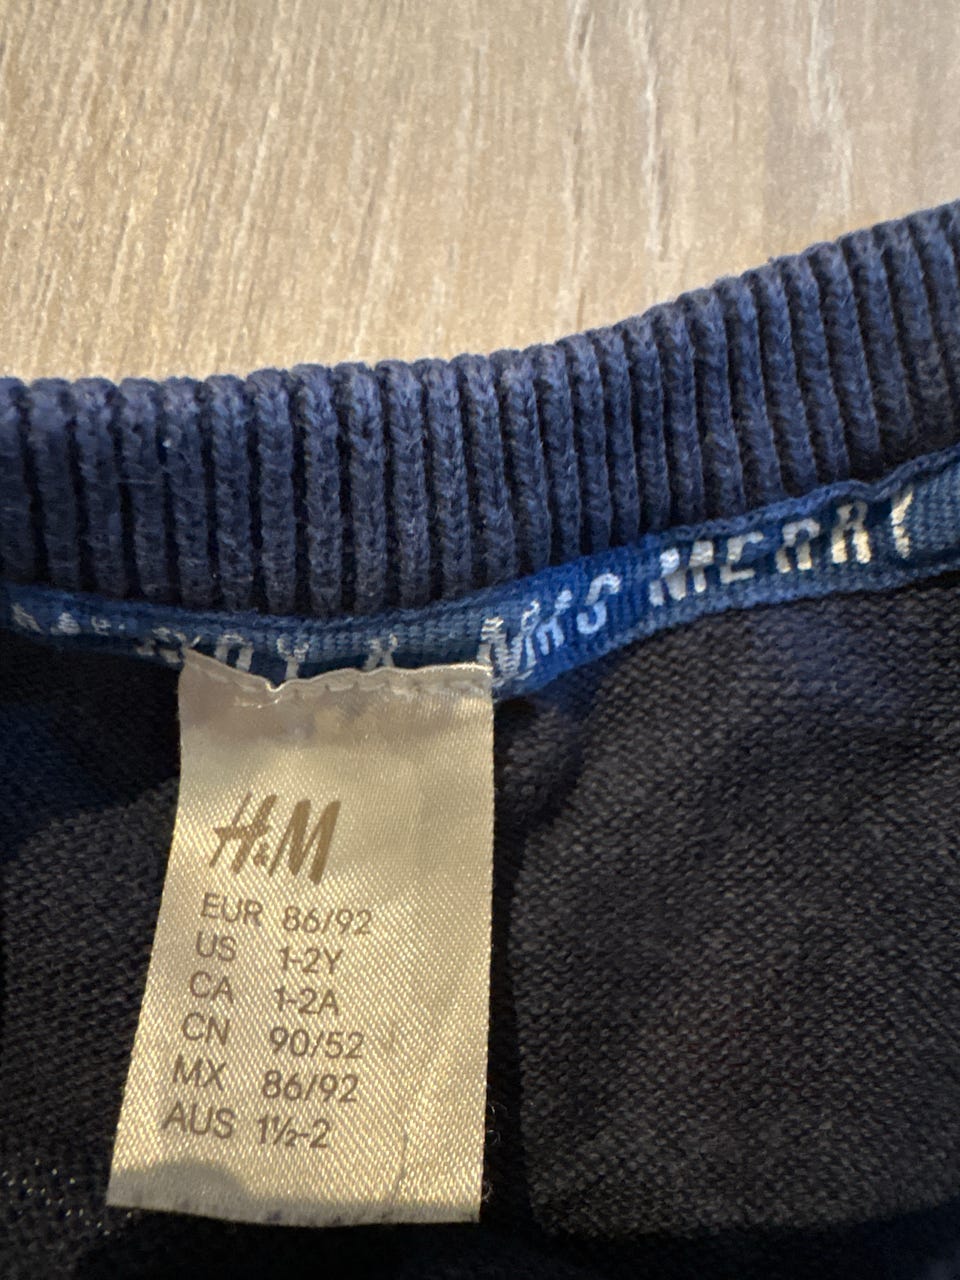 MRS MERRY
H&M
EUR 86/92
US 1-2Y
CA 1-2A
CN 90/52
MX 86/92
AUS 1½-2